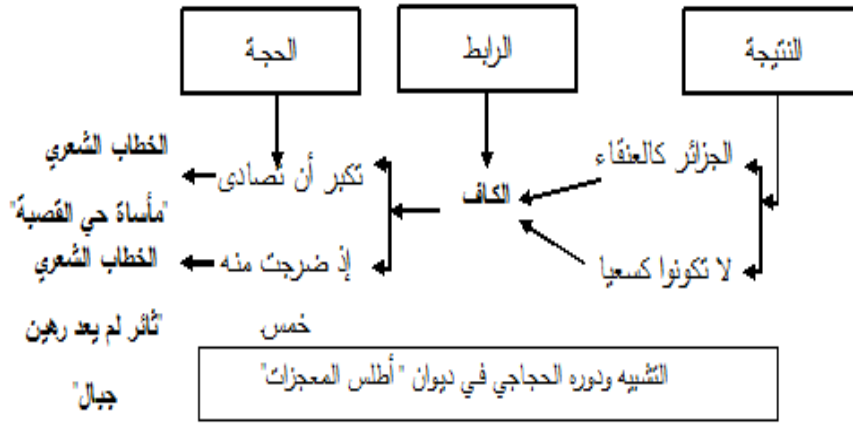 النتيجة
الرابط
الحجة
الجزائر كالعنقاء
لا تكونوا كسعيا
الكاف
تكبر أن تصادى
إذ ضرجت منه
خمس
الخطاب الشعري
"مأساة حي القصبة"
الخطاب الشعري
"ثائر لم يعد رهين
جبال"
التشبيه ودوره الحجاجي في ديوان " أطلس المعجزات"